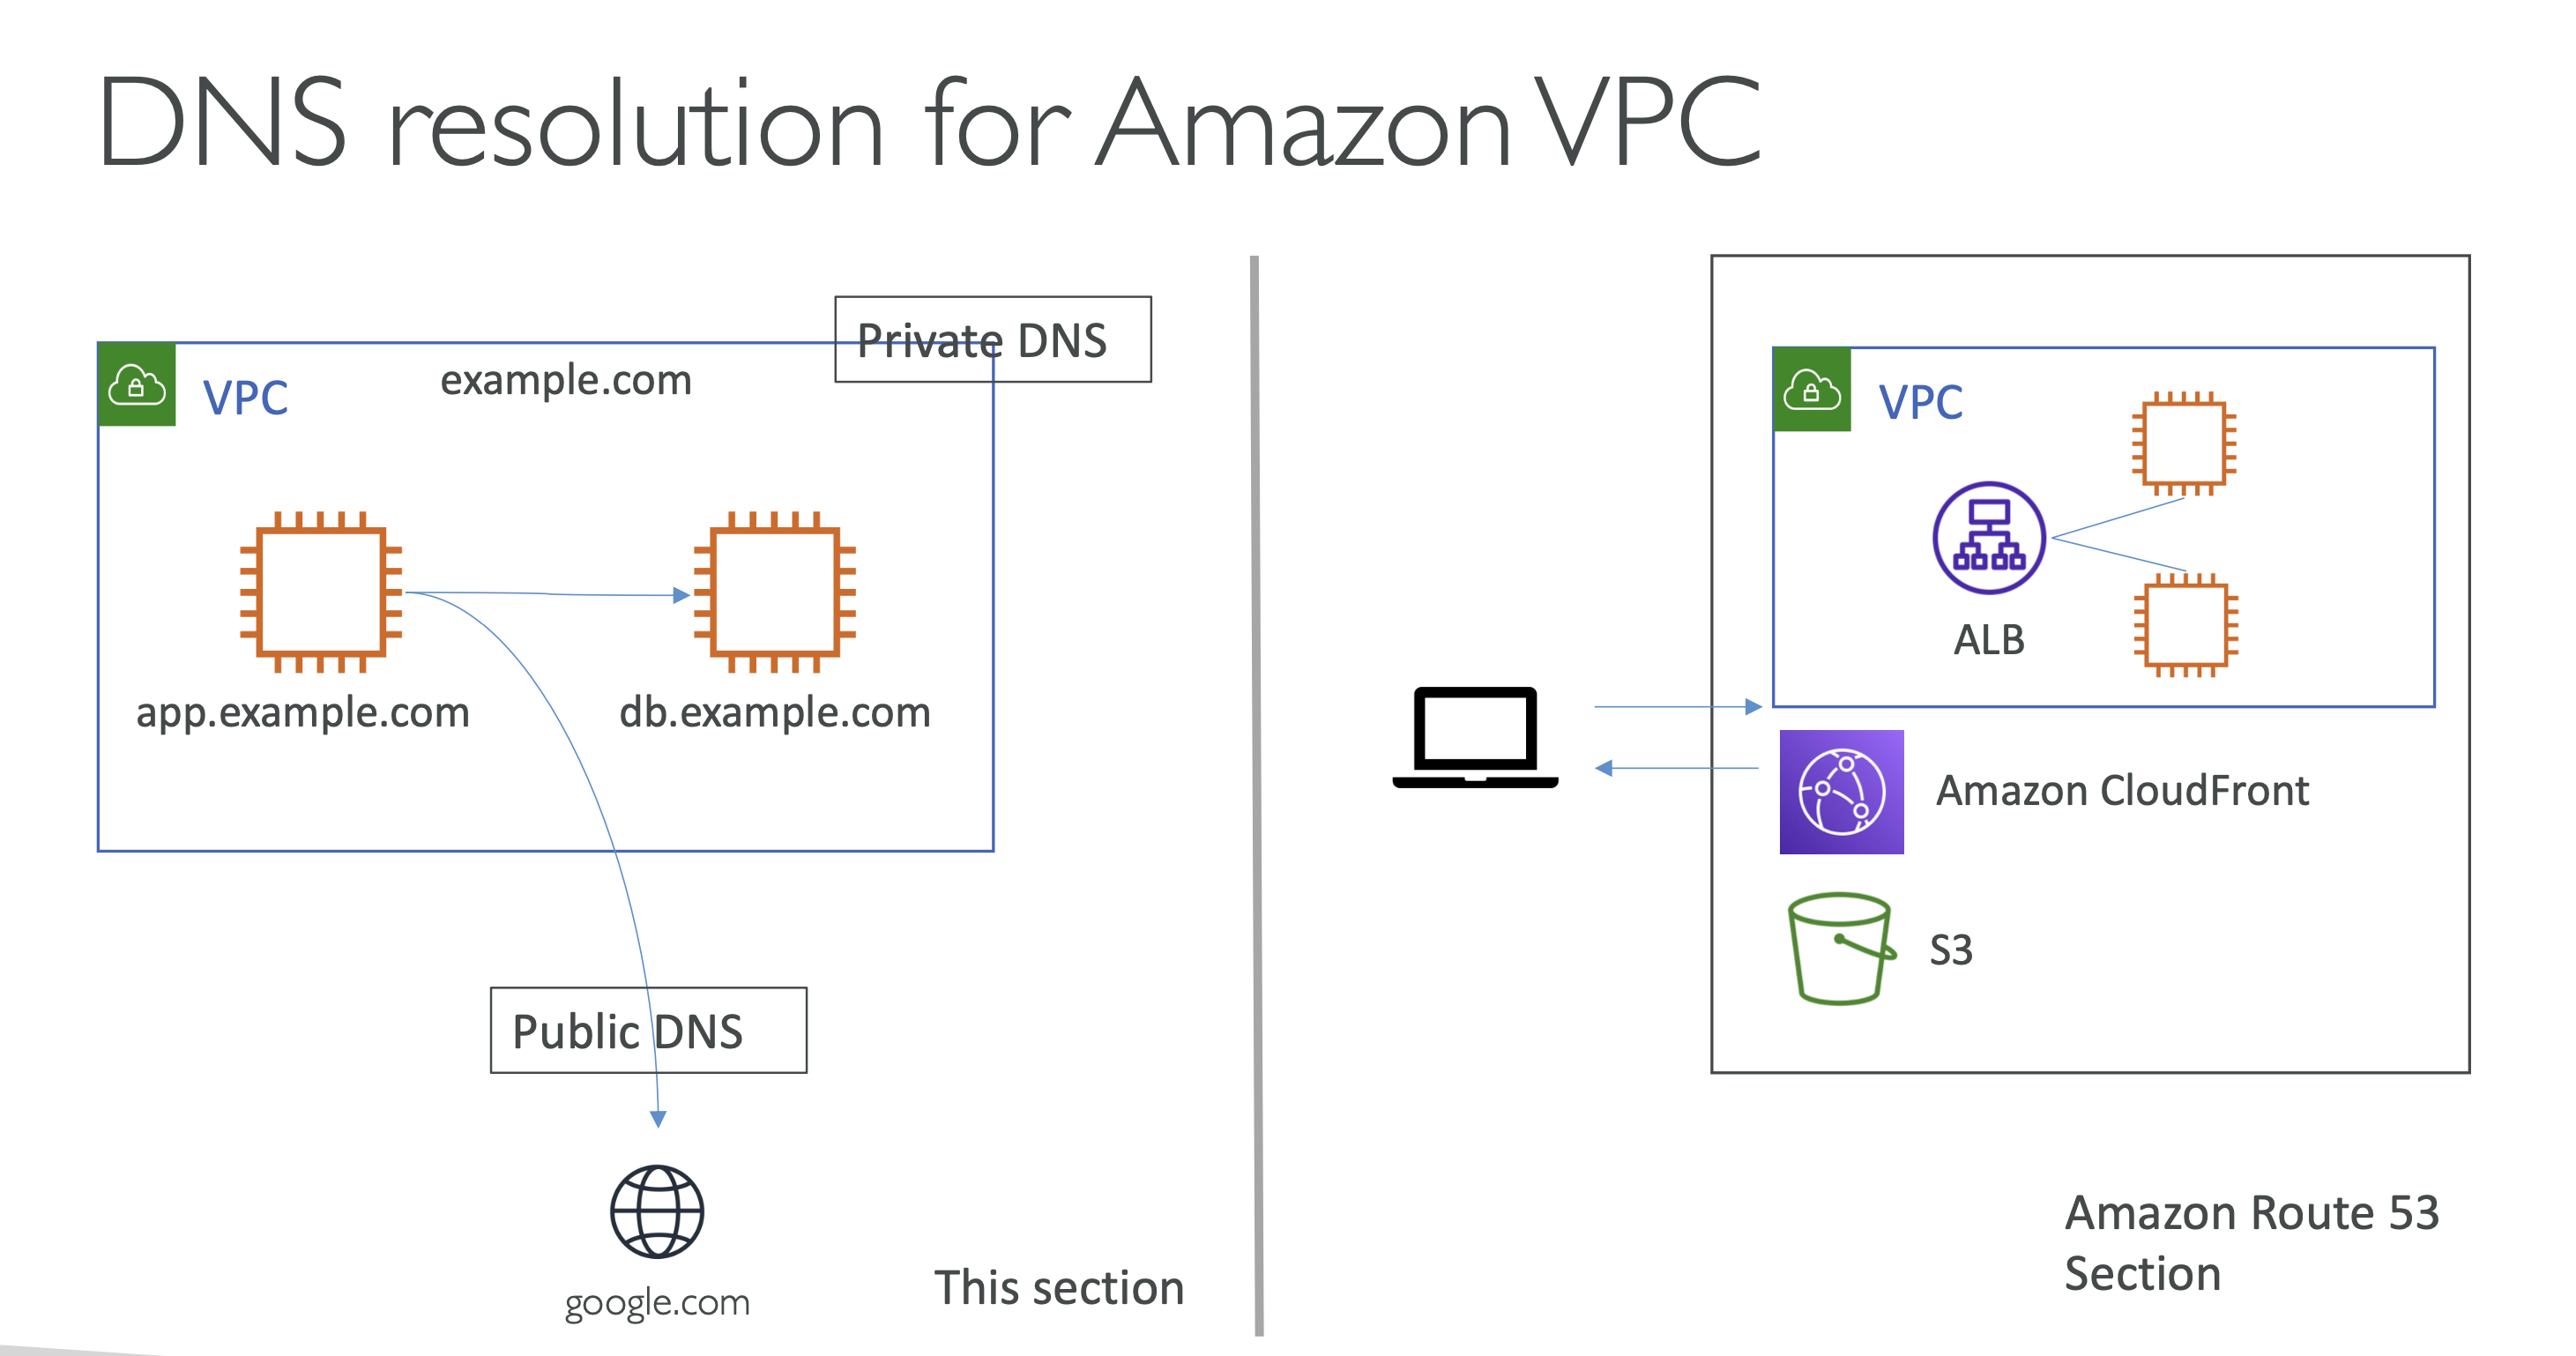 DNS resolution for Amazon VPC
Private DNS
VPC
example.com
app.example.com
db.example.com
Public DNS
google.com
This section
VPC
ALB
Amazon CloudFront
S3
Amazon Route 53
Section